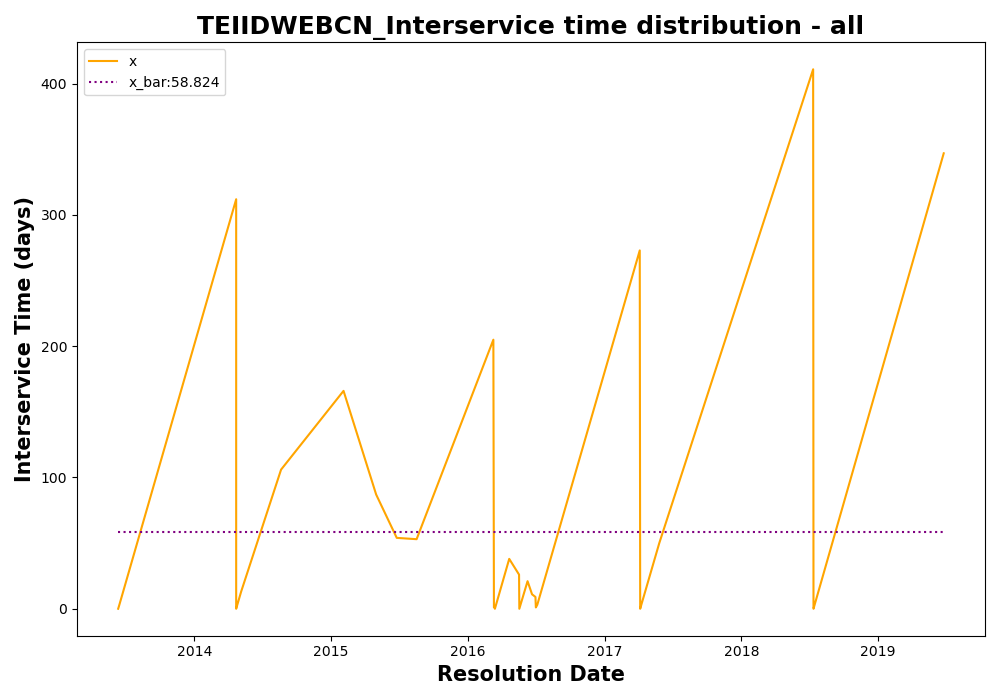 TEIIDWEBCN_Interservice time distribution - all
x
x_bar:58.824
Interservice Time (days)
400
300
200
100
0
2014
2015
2016
2017
2018
2019
Resolution Date